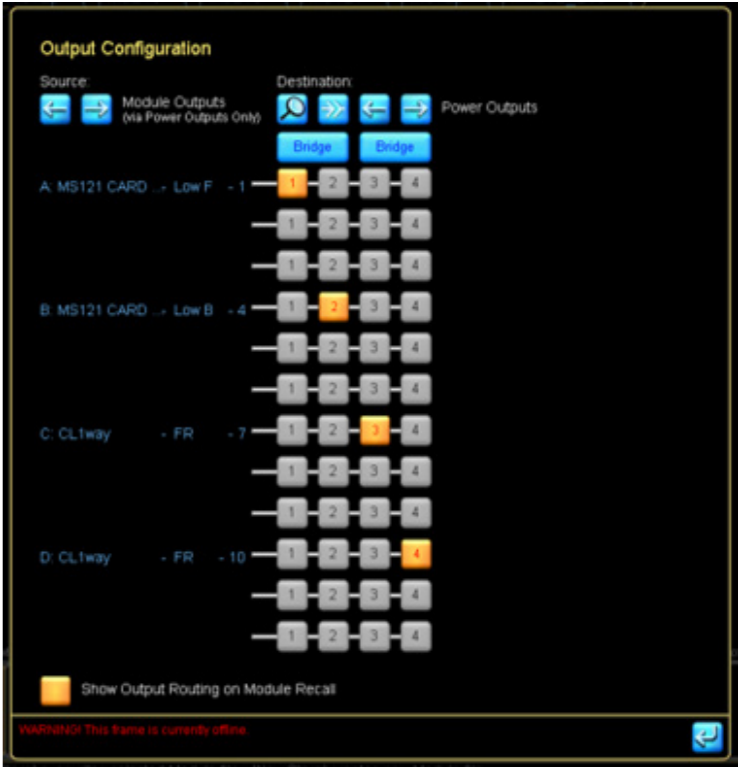 Output Configuration
Source: Destination:
Module Outputs
(via Power Outputs Only)
Power Outputs
Bridge Bridge
A: MS121 CARD ..- Low F - 1 1 2 3 4
1 2 3 4
1 2 3 4
B: MS121 CARD ..- Low B - 4 1 2 3 4
1 2 3 4
1 2 3 4
C: CL1way - FR - 7 1 2 3 4
1 2 3 4
1 2 3 4
D: CL1way - FR - 10 1 2 3 4
1 2 3 4
1 2 3 4
Show Output Routing on Module Recall
WARNING! This frame is currently offline.